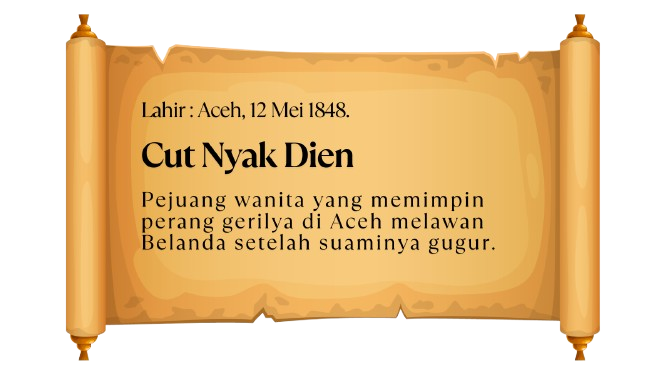 Lahir : Aceh, 12 Mei 1848.
Cut Nyak Dien
Pejuang wanita yang memimpin
perang gerilya di Aceh melawan
Belanda setelah suaminya gugur.